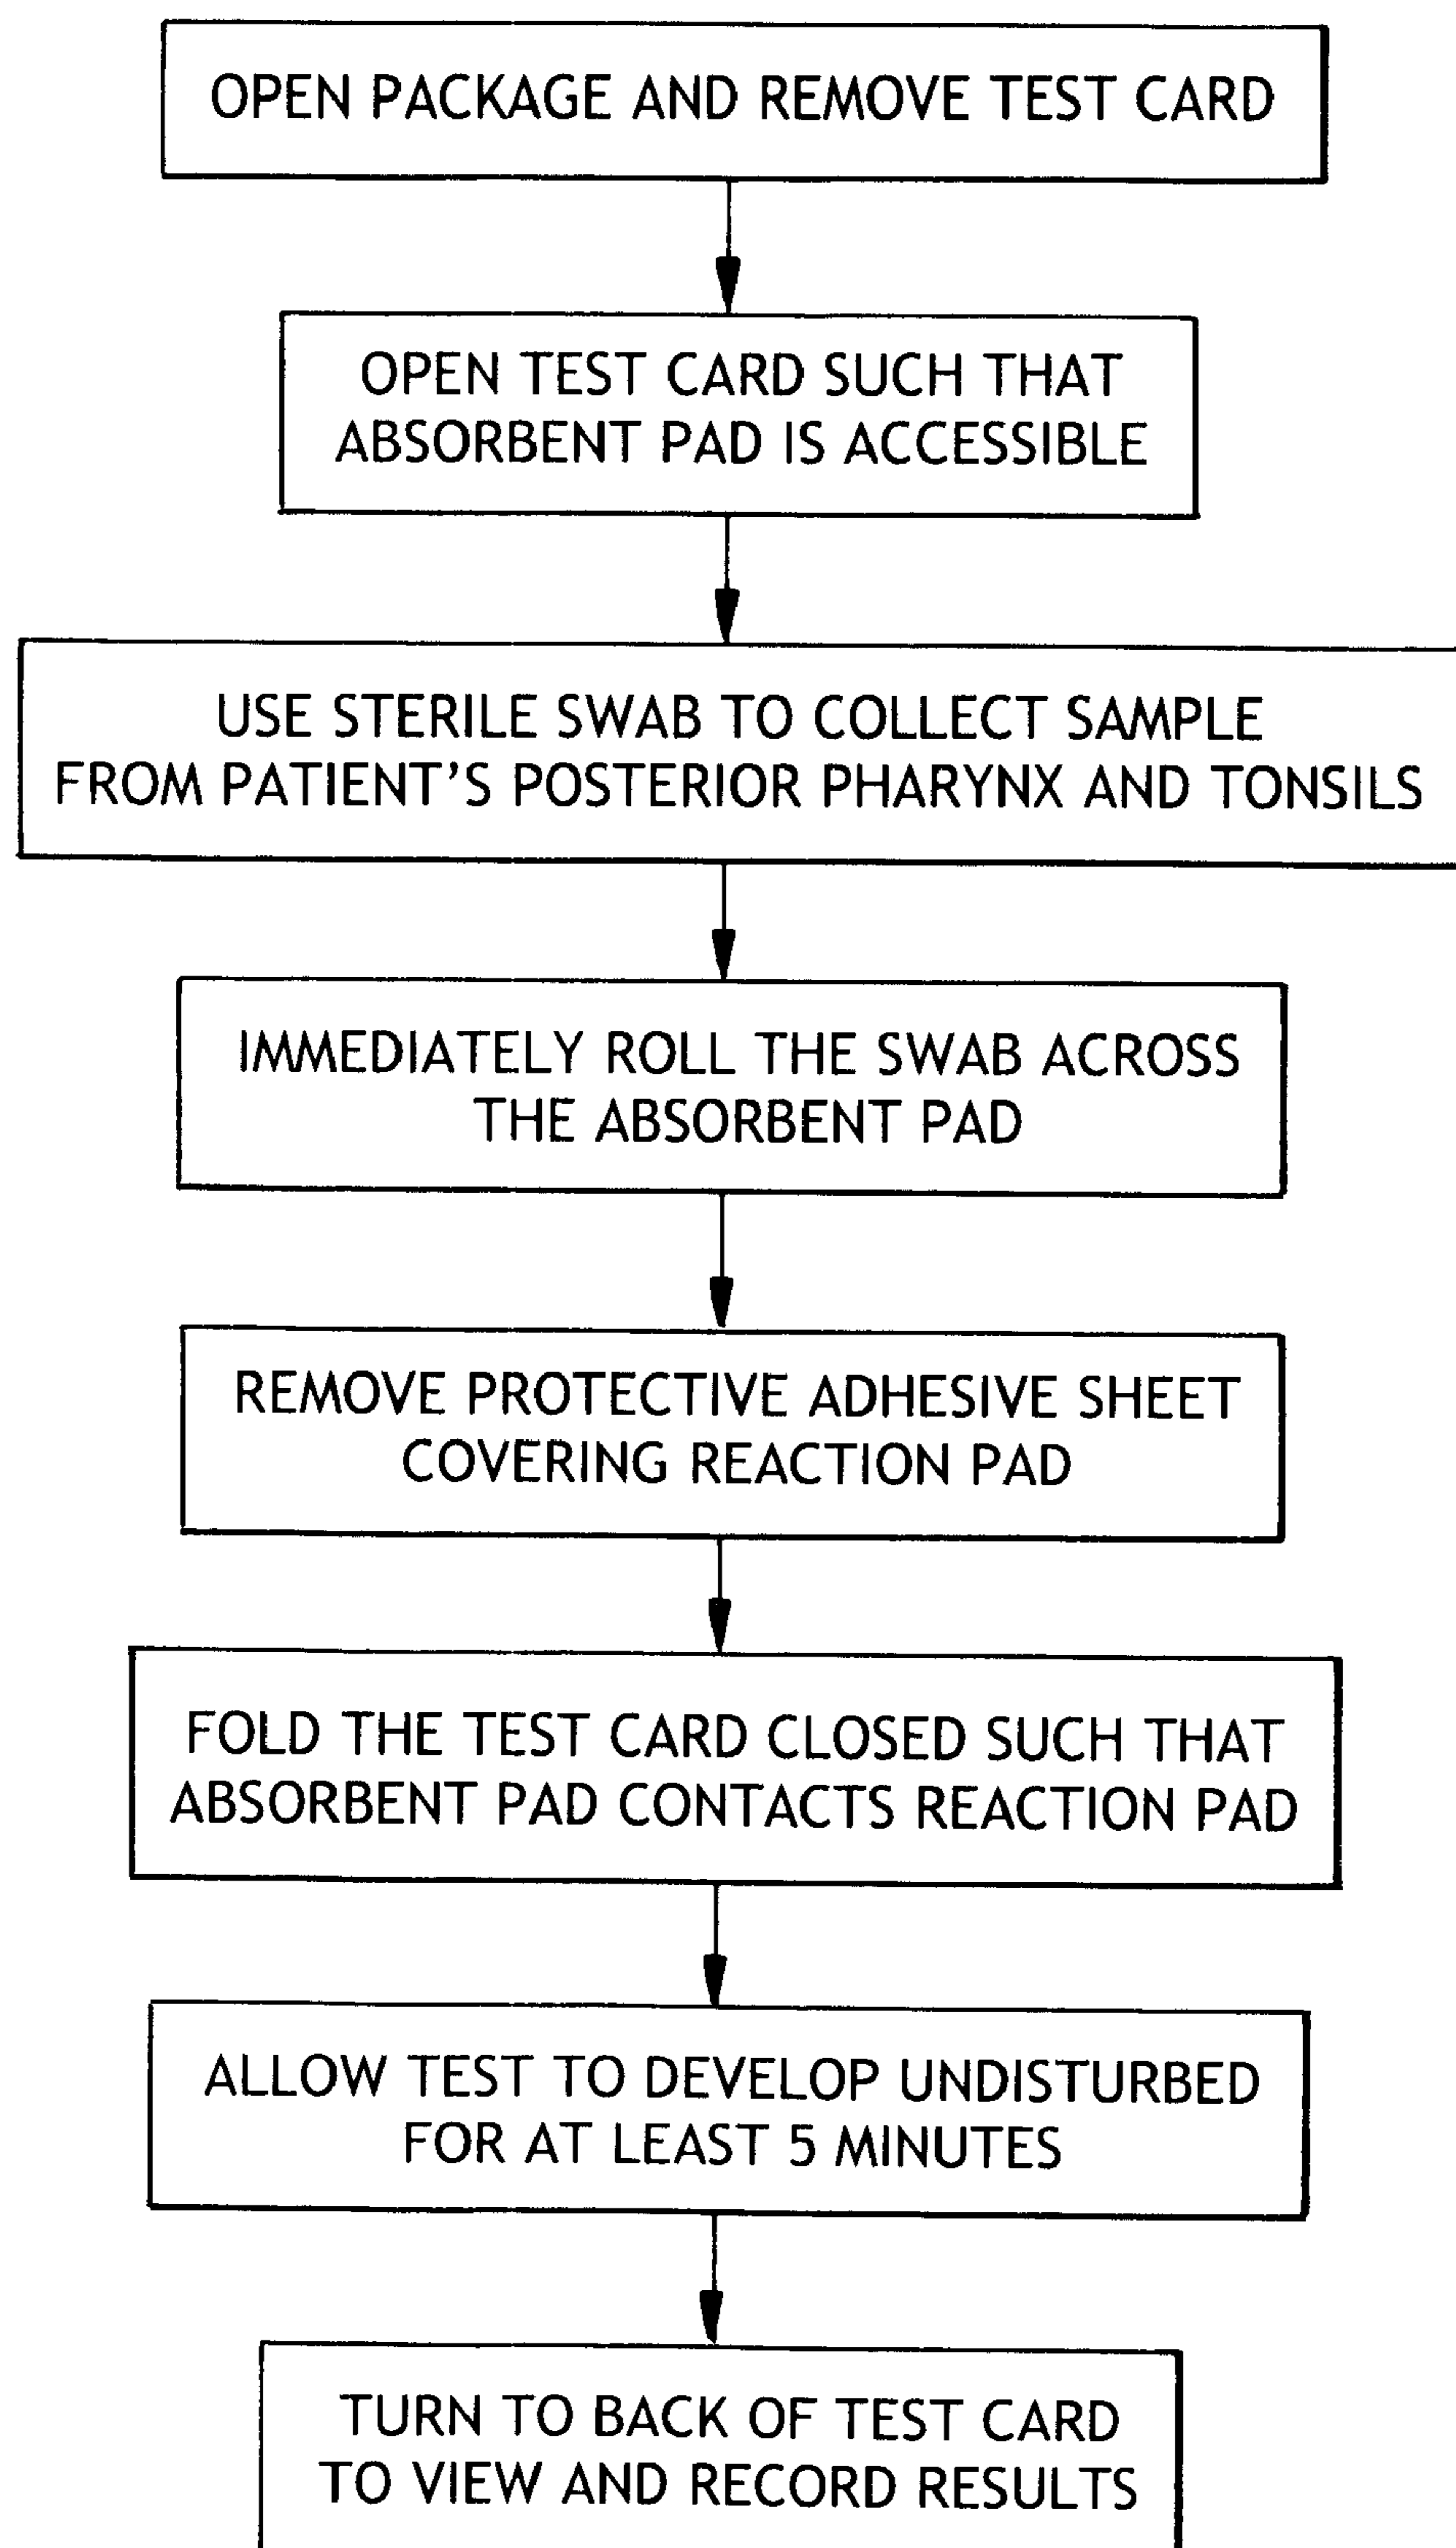 OPEN PACKAGE AND REMOVE TEST CARD
OPEN TEST CARD SUCH THAT
ABSORBENT PAD IS ACCESSIBLE
USE STERILE SWAB TO COLLECT SAMPLE
FROM PATIENT'S POSTERIOR PHARYNX AND TONSILS
IMMEDIATELY ROLL THE SWAB ACROSS
THE ABSORBENT PAD
REMOVE PROTECTIVE ADHESIVE SHEET
COVERING REACTION PAD
FOLD THE TEST CARD CLOSED SUCH THAT
ABSORBENT PAD CONTACTS REACTION PAD
ALLOW TEST TO DEVELOP UNDISTURBED
FOR AT LEAST 5 MINUTES
TURN TO BACK OF TEST CARD
TO VIEW AND RECORD RESULTS